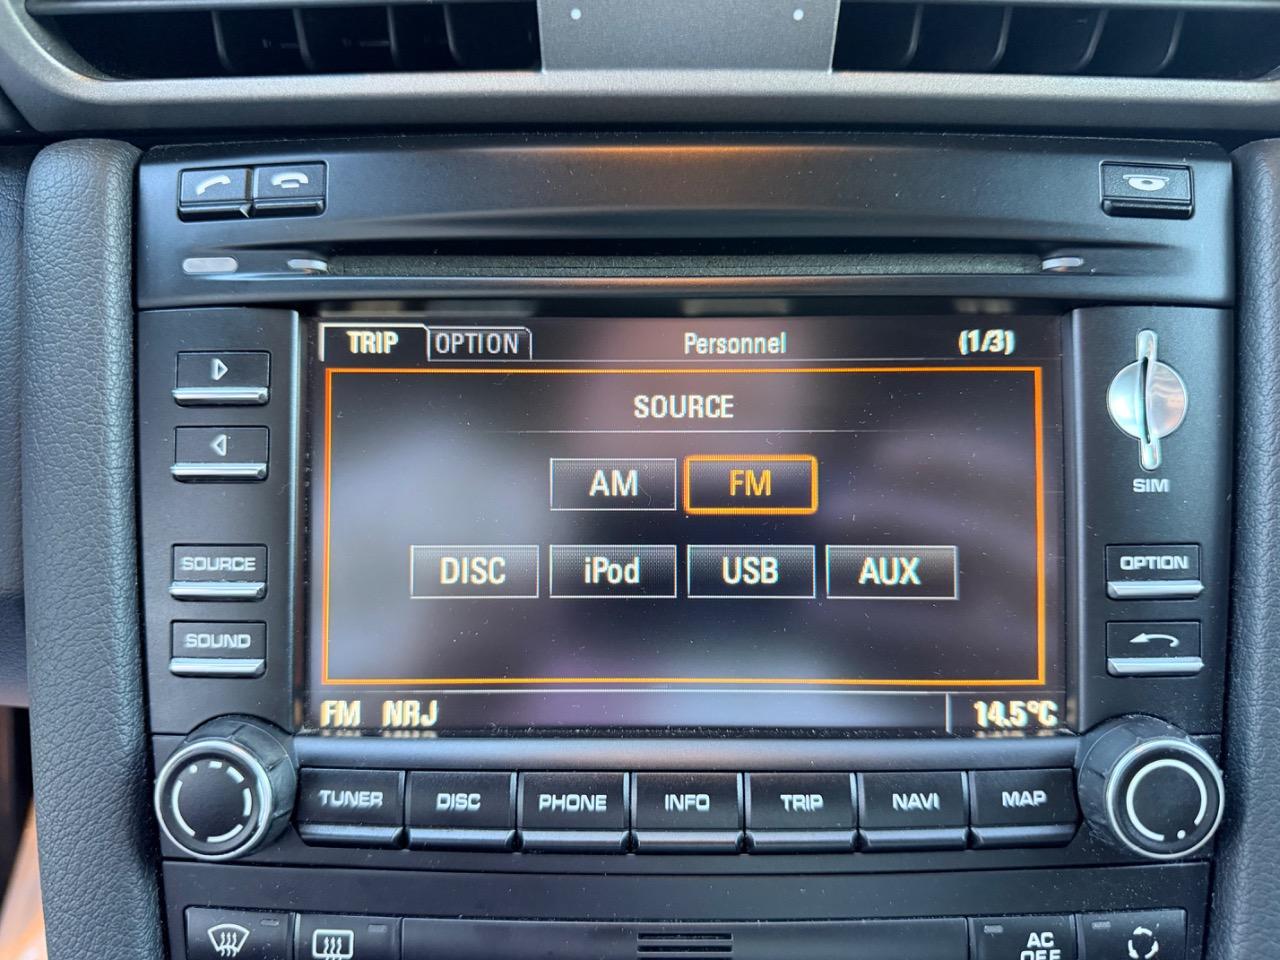 TRIP OPTION Personnel (1/3)
SOURCE
AM FM
DISC iPod USB AUX
FM NRJ 14.5°C
SOURCE
SOUND
SIM
OPTION
TUNER DISC PHONE INFO TRIP NAVI MAP
AC
OFF